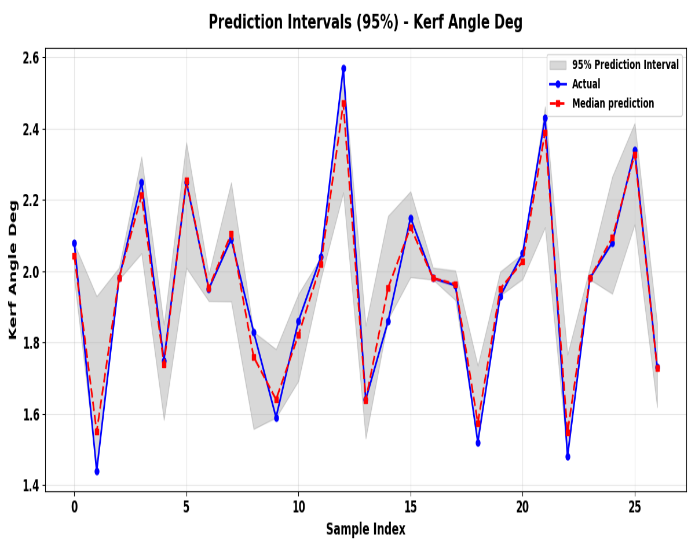 Prediction Intervals (95%) - Kerf Angle Deg
95% Prediction Interval
Actual
Median prediction
Kerf Angle Deg
2.6
2.4
2.2
2.0
1.8
1.6
1.4
0 5 10 15 20 25
Sample Index